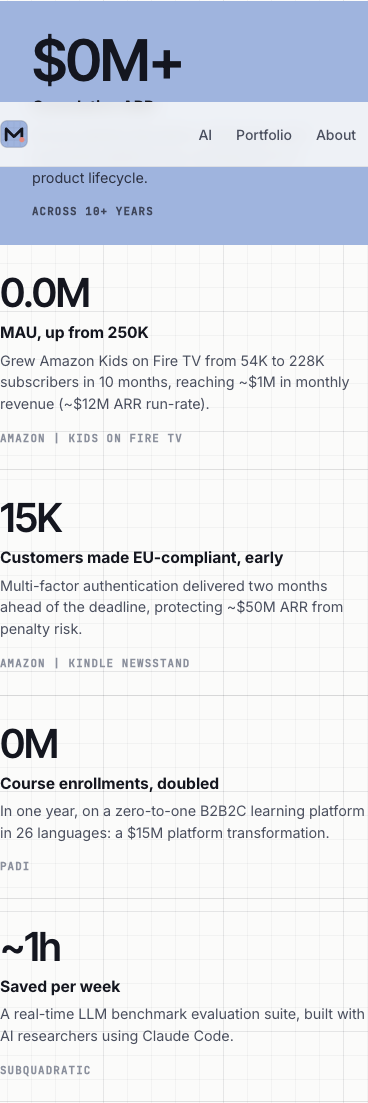 $0M+
AI Portfolio About
product lifecycle.
ACROSS 10+ YEARS
0.0M
MAU, up from 250K
Grew Amazon Kids on Fire TV from 54K to 228K
subscribers in 10 months, reaching ~$1M in monthly
revenue (~$12M ARR run-rate).
AMAZON | KIDS ON FIRE TV
15K
Customers made EU-compliant, early
Multi-factor authentication delivered two months
ahead of the deadline, protecting ~$50M ARR from
penalty risk.
AMAZON | KINDLE NEWSSTAND
0M
Course enrollments, doubled
In one year, on a zero-to-one B2B2C learning platform
in 26 languages: a $15M platform transformation.
PADI
~1h
Saved per week
A real-time LLM benchmark evaluation suite, built with
AI researchers using Claude Code.
SUBQUADRATIC